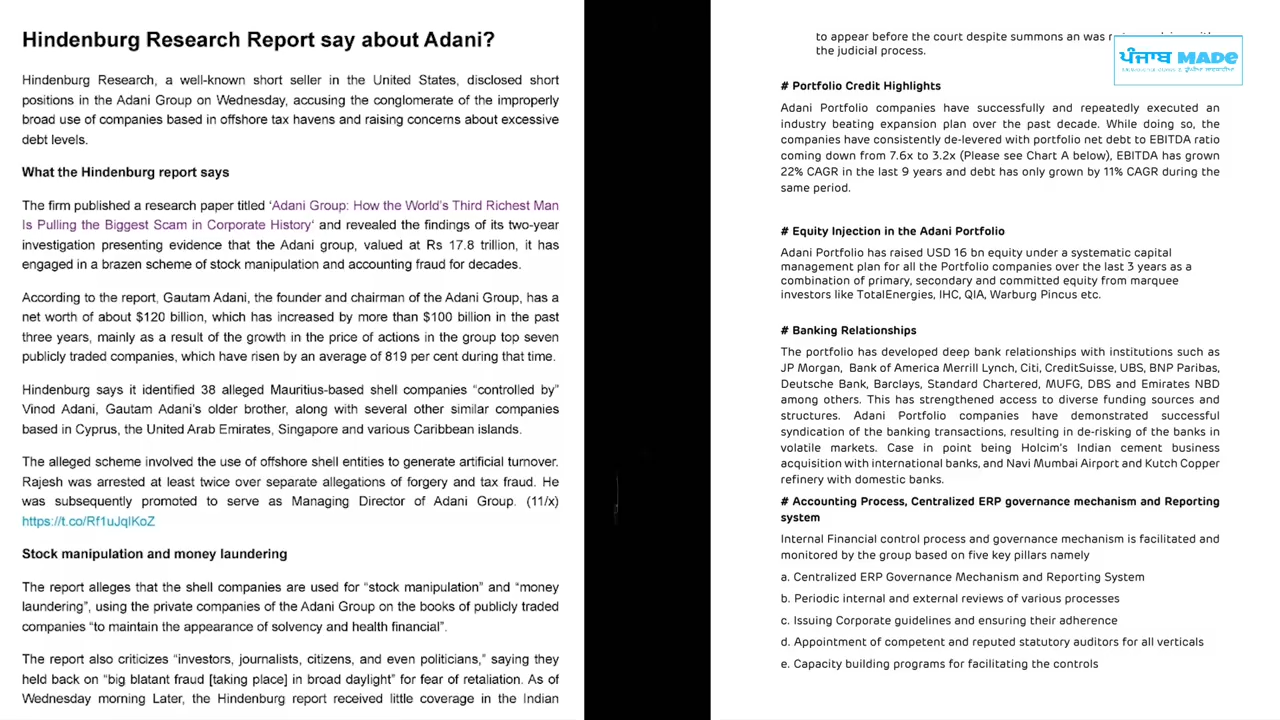 Hindenburg Research Report say about Adani?
Hindenburg Research, a well-known short seller in the United States, disclosed short
positions in the Adani Group on Wednesday, accusing the conglomerate of the improperly
broad use of companies based in offshore tax havens and raising concerns about excessive
debt levels.
What the Hindenburg report says
The firm published a research paper titled ‘Adani Group: How the World’s Third Richest Man
Is Pulling the Biggest Scam in Corporate History‘ and revealed the findings of its two-year
investigation presenting evidence that the Adani group, valued at Rs 17.8 trillion, it has
engaged in a brazen scheme of stock manipulation and accounting fraud for decades.
According to the report, Gautam Adani, the founder and chairman of the Adani Group, has a
net worth of about $120 billion, which has increased by more than $100 billion in the past
three years, mainly as a result of the growth in the price of actions in the group top seven
publicly traded companies, which have risen by an average of 819 per cent during that time.
Hindenburg says it identified 38 alleged Mauritius-based shell companies “controlled by”
Vinod Adani, Gautam Adani’s older brother, along with several other similar companies
based in Cyprus, the United Arab Emirates, Singapore and various Caribbean islands.
The alleged scheme involved the use of offshore shell entities to generate artificial turnover.
Rajesh was arrested at least twice over separate allegations of forgery and tax fraud. He
was subsequently promoted to serve as Managing Director of Adani Group. (11/x)
https://t.co/Rf1uJqlKoZ
Stock manipulation and money laundering
The report alleges that the shell companies are used for “stock manipulation” and “money
laundering”, using the private companies of the Adani Group on the books of publicly traded
companies “to maintain the appearance of solvency and health financial”.
The report also criticizes “investors, journalists, citizens, and even politicians,” saying they
held back on “big blatant fraud [taking place] in broad daylight” for fear of retaliation. As of
Wednesday morning Later, the Hindenburg report received little coverage in the Indian
to appear before the court despite summons an was
the judicial process.
ਪੰਜਾਬ MADE
# Portfolio Credit Highlights
Adani Portfolio companies have successfully and repeatedly executed an
industry beating expansion plan over the past decade. While doing so, the
companies have consistently de-levered with portfolio net debt to EBITDA ratio
coming down from 7.6x to 3.2x (Please see Chart A below), EBITDA has grown
22% CAGR in the last 9 years and debt has only grown by 11% CAGR during the
same period.
# Equity Injection in the Adani Portfolio
Adani Portfolio has raised USD 16 bn equity under a systematic capital
management plan for all the Portfolio companies over the last 3 years as a
combination of primary, secondary and committed equity from marquee
investors like TotalEnergies, IHC, QIA, Warburg Pincus etc.
# Banking Relationships
The portfolio has developed deep bank relationships with institutions such as
JP Morgan, Bank of America Merrill Lynch, Citi, CreditSuisse, UBS, BNP Paribas,
Deutsche Bank, Barclays, Standard Chartered, MUFG, DBS and Emirates NBD
among others. This has strengthened access to diverse funding sources and
structures. Adani Portfolio companies have demonstrated successful
syndication of the banking transactions, resulting in de-risking of the banks in
volatile markets. Case in point being Holcim's Indian cement business
acquisition with international banks, and Navi Mumbai Airport and Kutch Copper
refinery with domestic banks.
# Accounting Process, Centralized ERP governance mechanism and Reporting
system
Internal Financial control process and governance mechanism is facilitated and
monitored by the group based on five key pillars namely
a. Centralized ERP Governance Mechanism and Reporting System
b. Periodic internal and external reviews of various processes
c. Issuing Corporate guidelines and ensuring their adherence
d. Appointment of competent and reputed statutory auditors for all verticals
e. Capacity building programs for facilitating the controls